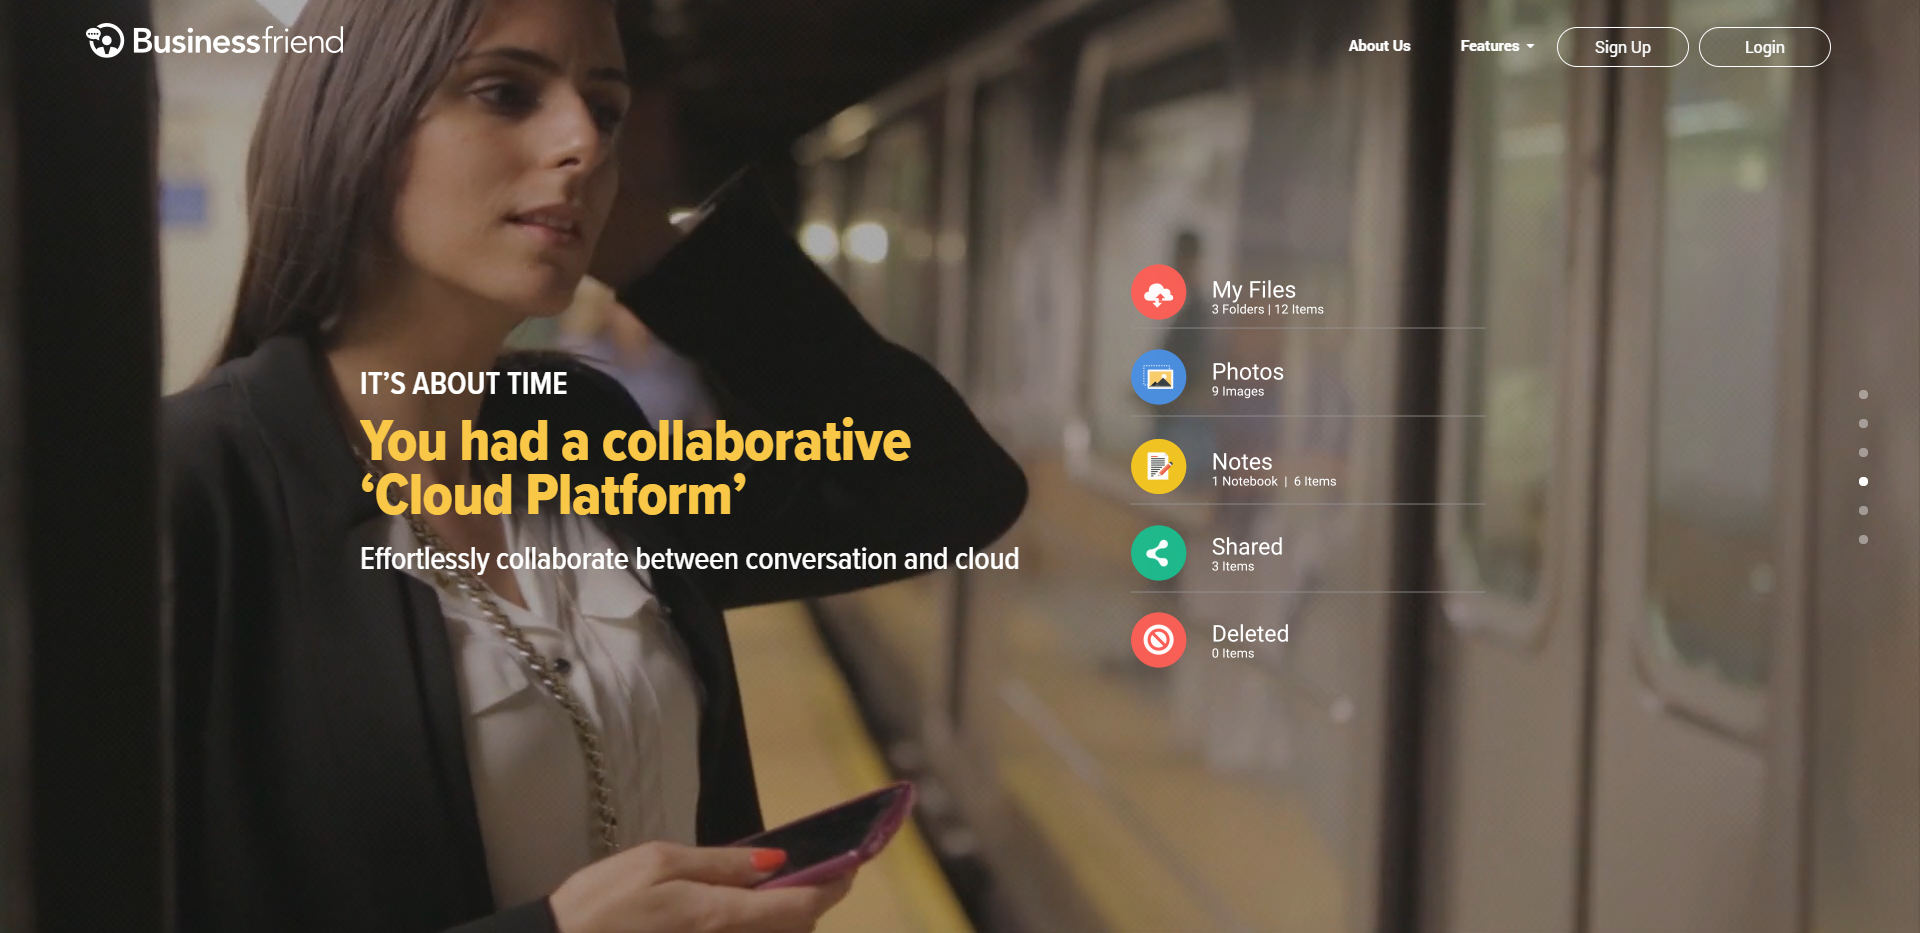 Businessfriend
About Us
Features
Sign Up
Login
IT’S ABOUT TIME
You had a collaborative
‘Cloud Platform’
Effortlessly collaborate between conversation and cloud
My Files
3 Folders | 12 Items
Photos
9 Images
Notes
1 Notebook | 6 Items
Shared
3 Items
Deleted
0 Items